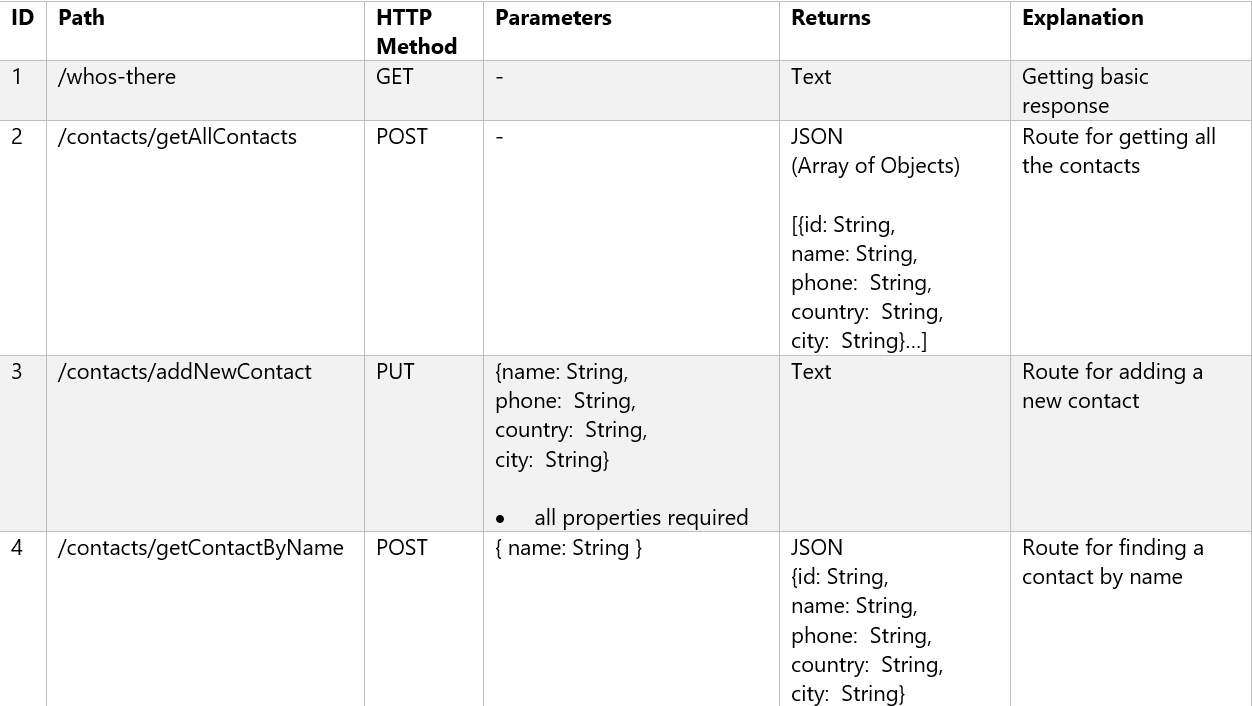 ID Path HTTP Method Parameters Returns Explanation
1 /whos-there GET - Text Getting basic
response
2 /contacts/getAllContacts POST - JSON Route for getting all
(Array of Objects) the contacts
[{id: String,
name: String,
phone:  String,
country:  String,
city:  String}...]
3 /contacts/addNewContact PUT {name: String, Text Route for adding a
phone:  String, new contact
country:  String,
city:  String}
• all properties required
4 /contacts/getContactByName POST { name: String } JSON Route for finding a
{id: String, contact by name
name: String,
phone:  String,
country:  String,
city:  String}